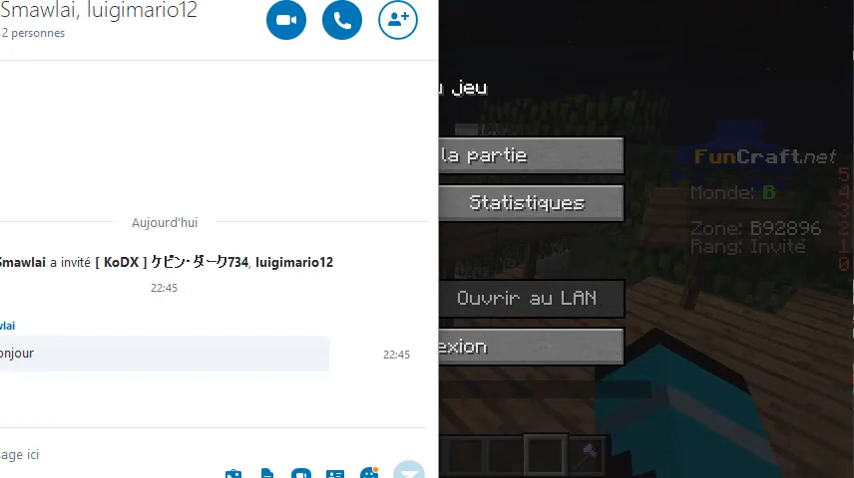 Smawlai, luigimario12
2 personnes
Aujourd'hui
Smawlai a invité [ KoDX ] ケビン・ダーク734, luigimario12
22:45
wlai
onjour
22:45
sage ici
u jeu
la partie
Statistiques
Ouvrir au LAN
exion
FunCraft.net
5
Monde: B
4
3
Zone: B92896
2
Rang: Invité
1
0